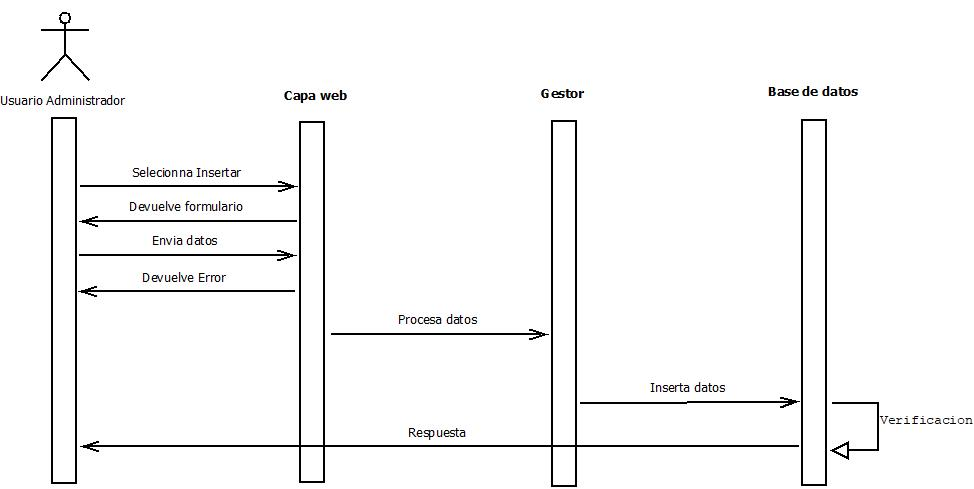 Usuario Administrador
Capa web
Gestor
Base de datos
Selecionna Insertar
Devuelve formulario
Envia datos
Devuelve Error
Procesa datos
Inserta datos
Verificacion
Respuesta